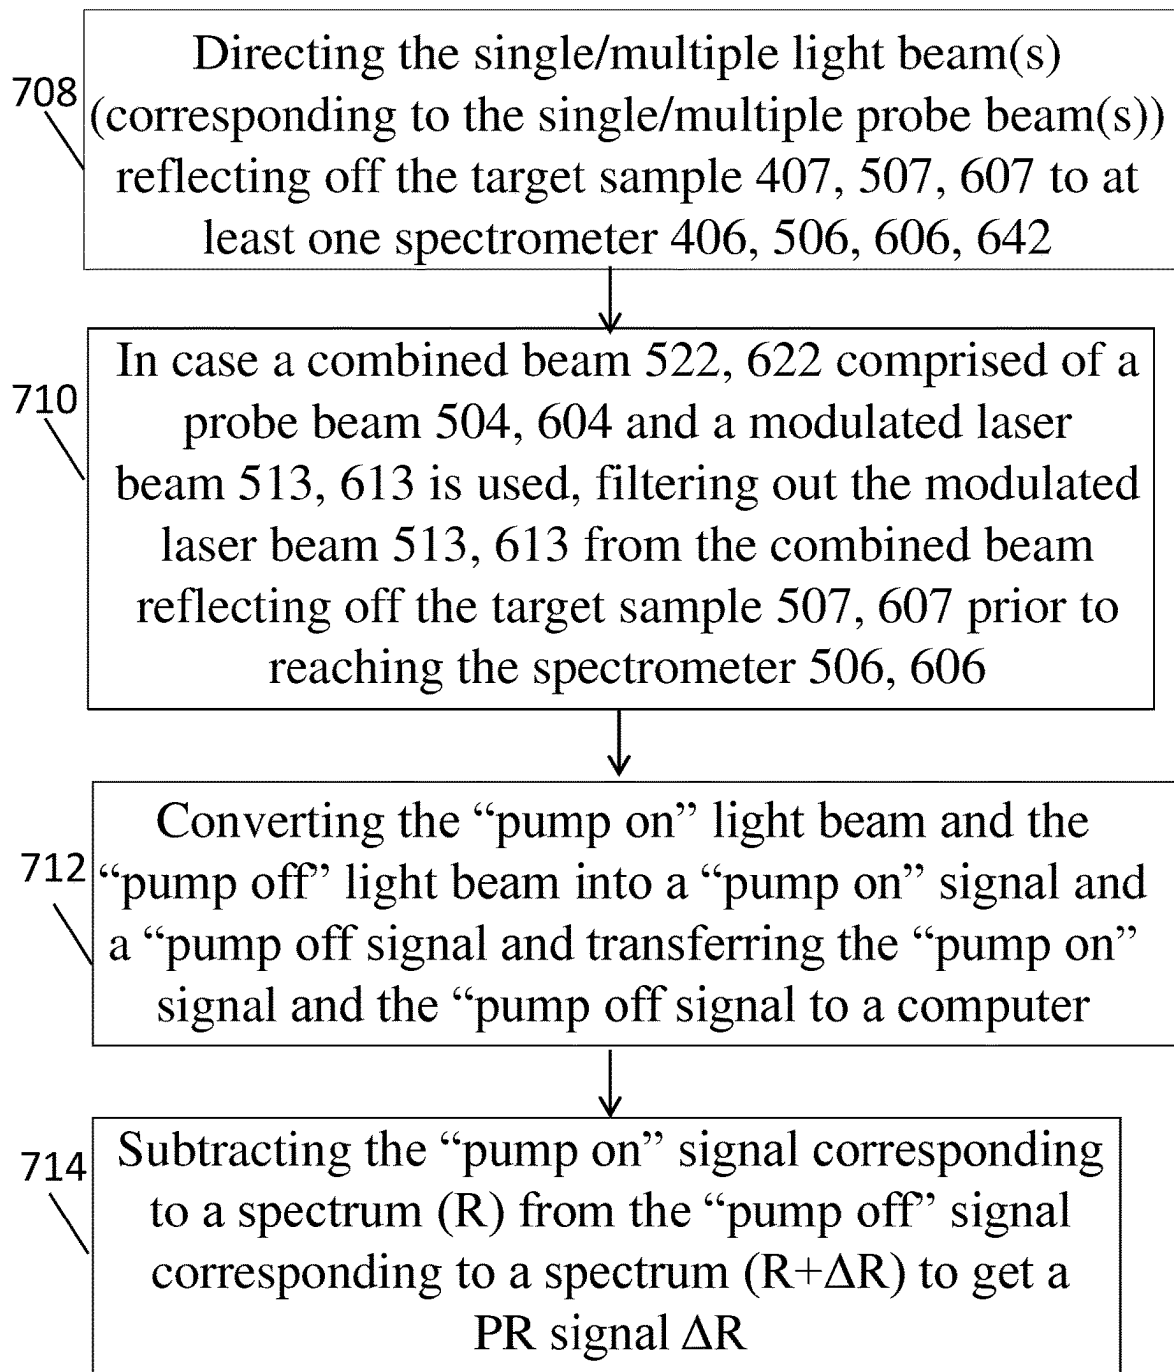 708
Directing the single/multiple light beam(s)
(corresponding to the single/multiple probe beam(s))
reflecting off the target sample 407, 507, 607 to at
least one spectrometer 406, 506, 606, 642
710
In case a combined beam 522, 622 comprised of a
probe beam 504, 604 and a modulated laser
beam 513, 613 is used, filtering out the modulated
laser beam 513, 613 from the combined beam
reflecting off the target sample 507, 607 prior to
reaching the spectrometer 506, 606
712
Converting the “pump on” light beam and the
“pump off” light beam into a “pump on” signal and
a “pump off signal and transferring the “pump on”
signal and the “pump off signal to a computer
714
Subtracting the “pump on” signal corresponding
to a spectrum (R) from the “pump off” signal
corresponding to a spectrum (R+ΔR) to get a
PR signal ΔR